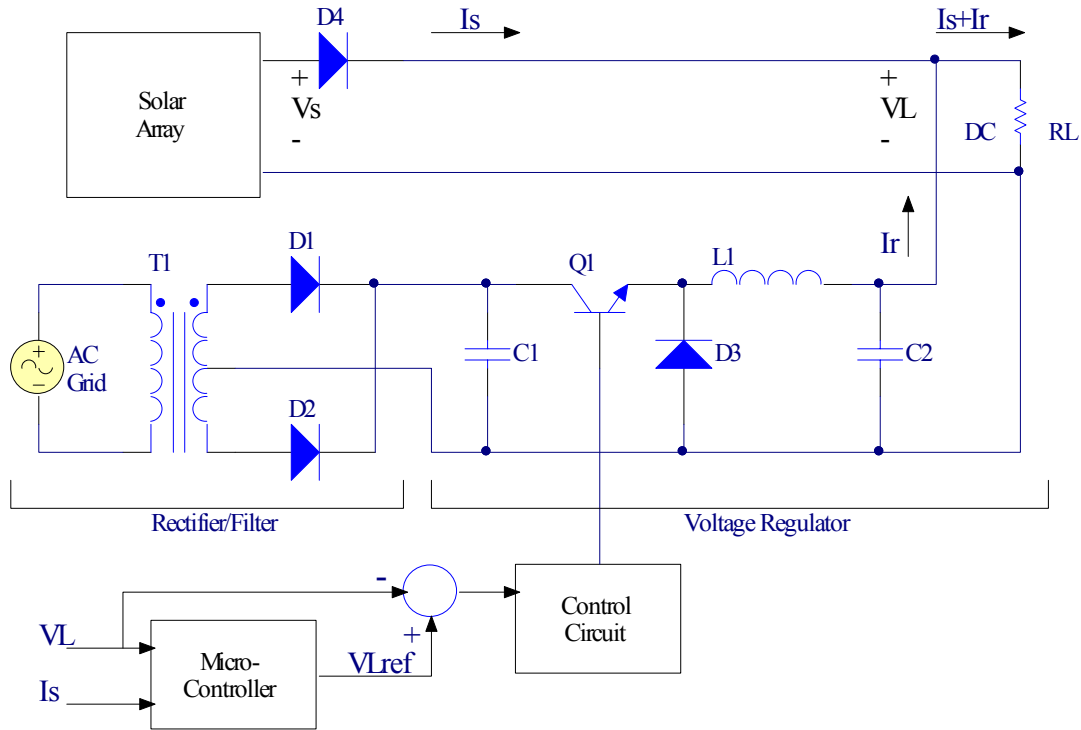 D4
Is
Is+Ir
Solar
Array
+
Vs
-
+
VL
-
DC
RL
Ir
T1
D1
Q1
L1
+
AC
Grid
-
C1
D3
C2
D2
Rectifier/Filter
Voltage Regulator
-
Control
Circuit
+
VL
Micro-
Controller
VLref
Is